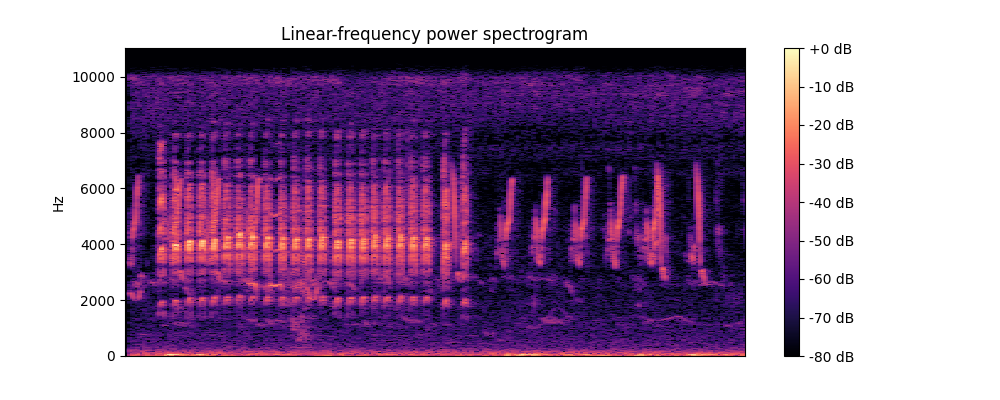 Linear-frequency power spectrogram
Hz
10000
8000
6000
4000
2000
0
+0 dB
-10 dB
-20 dB
-30 dB
-40 dB
-50 dB
-60 dB
-70 dB
-80 dB